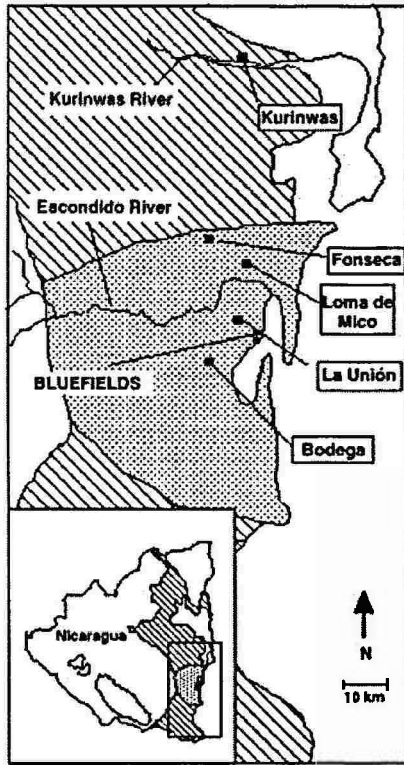 Kurinwas River
Kurinwas
Escondido River
Fonseca
Loma de
Mico
La Unión
BLUEFIELDS
Bodega
Nicaragua
N
10 km